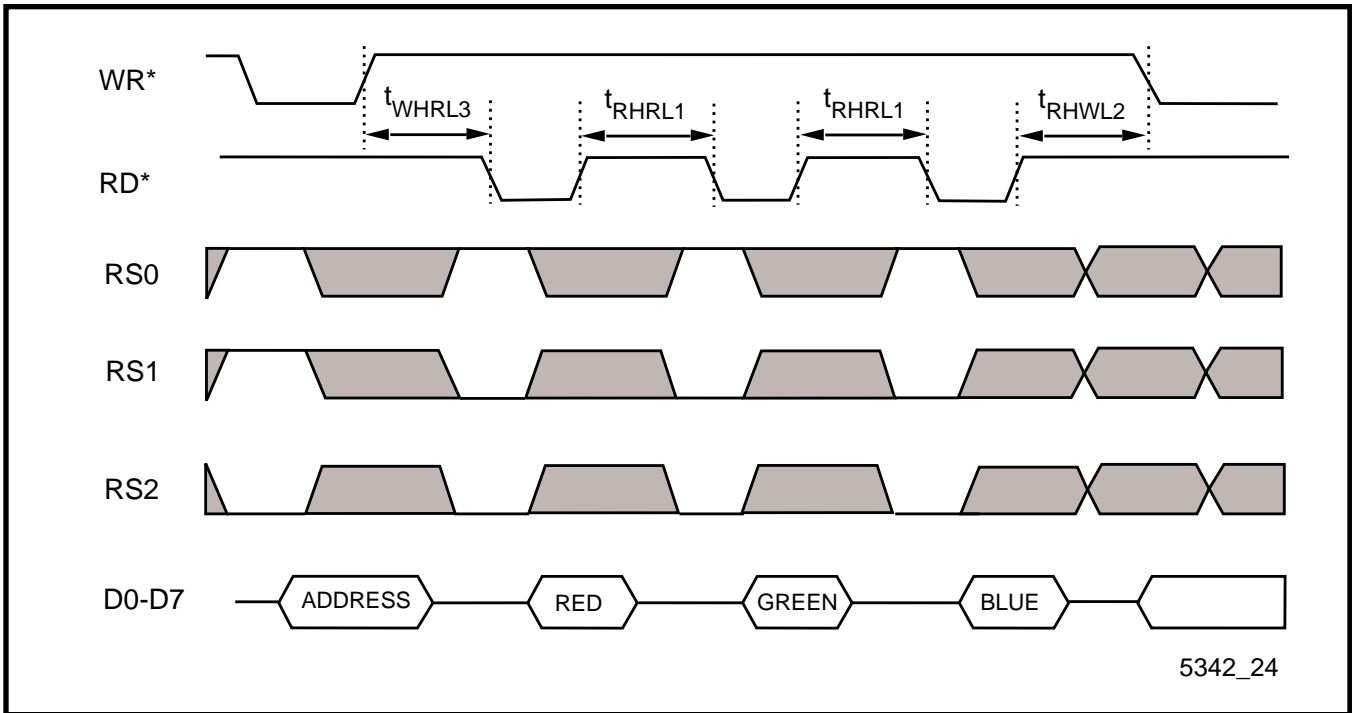 WR*
tWHRL3 tRHRL1 tRHRL1 tRHWL2
RD*
RS0
RS1
RS2
D0-D7 ADDRESS RED GREEN BLUE
5342_24